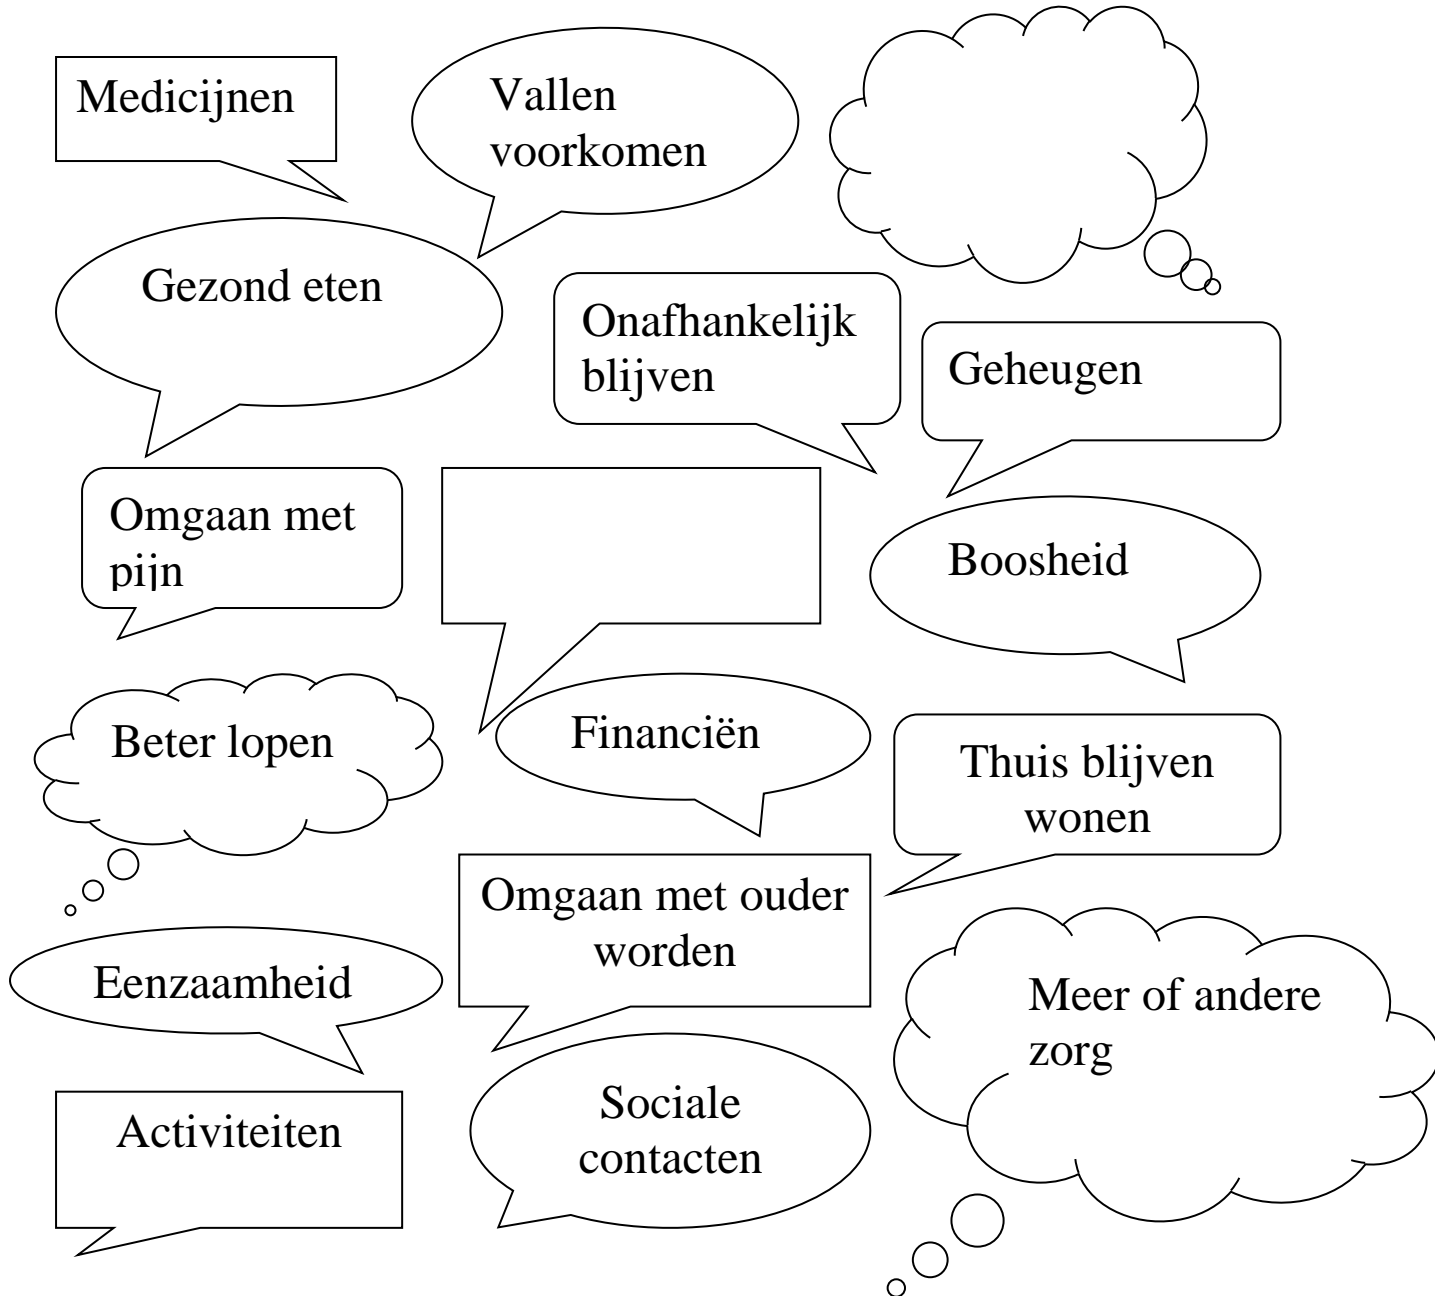 Medicijnen
Vallen
voorkomen
Gezond eten
Onafhankelijk
blijven
Geheugen
Omgaan met
pijn
Boosheid
Beter lopen
Financiën
Thuis blijven
wonen
Omgaan met ouder
worden
Eenzaamheid
Meer of andere
zorg
Activiteiten
Sociale
contacten